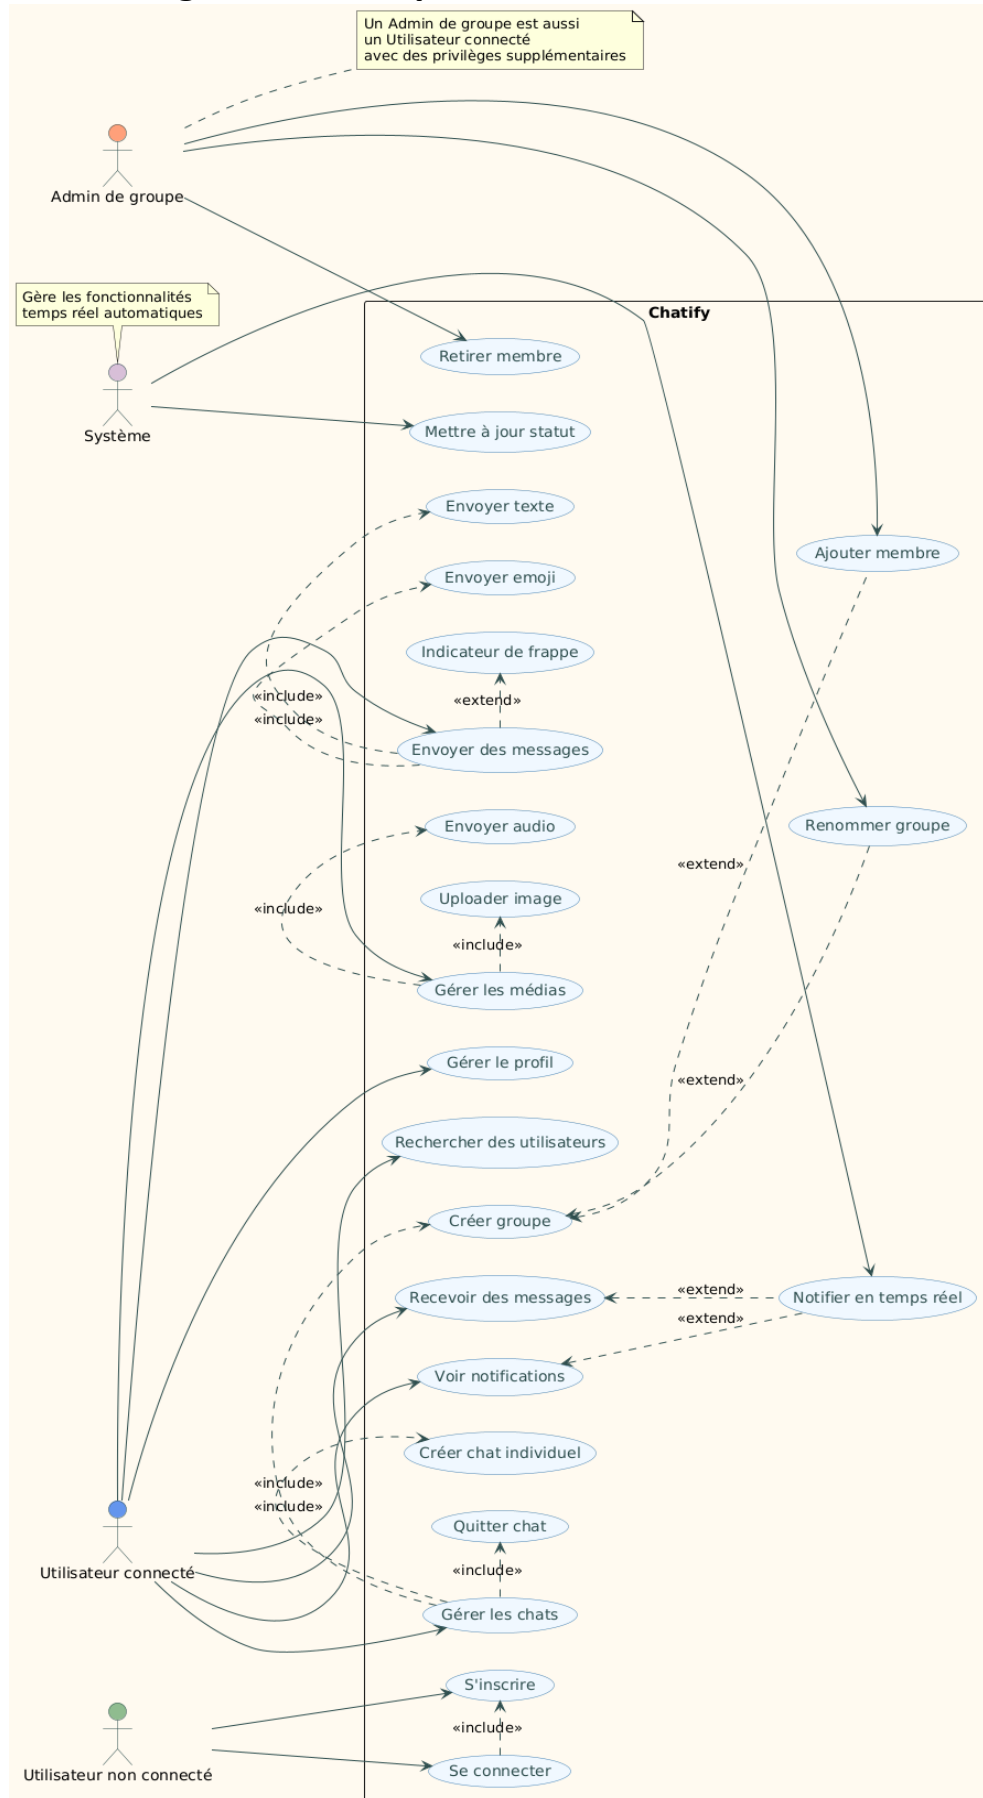 Un Admin de groupe est aussi
un Utilisateur connecté
avec des privilèges supplémentaires
Admin de groupe
Gère les fonctionnalités
temps réel automatiques
Chatify
Retirer membre
Système
Mettre à jour statut
Envoyer texte
Ajouter membre
Envoyer emoji
Indicateur de frappe
«include»
«extend»
«include»
Envoyer des messages
Envoyer audio
Renommer groupe
«extend»
Uploader image
«include»
«include»
Gérer les médias
Gérer le profil
«extend»
Rechercher des utilisateurs
Créer groupe
«extend»
Recevoir des messages
Notifier en temps réel
«extend»
Voir notifications
Créer chat individuel
«include»
«include»
Quitter chat
Utilisateur connecté
«include»
Gérer les chats
S'inscrire
«include»
Utilisateur non connecté
Se connecter